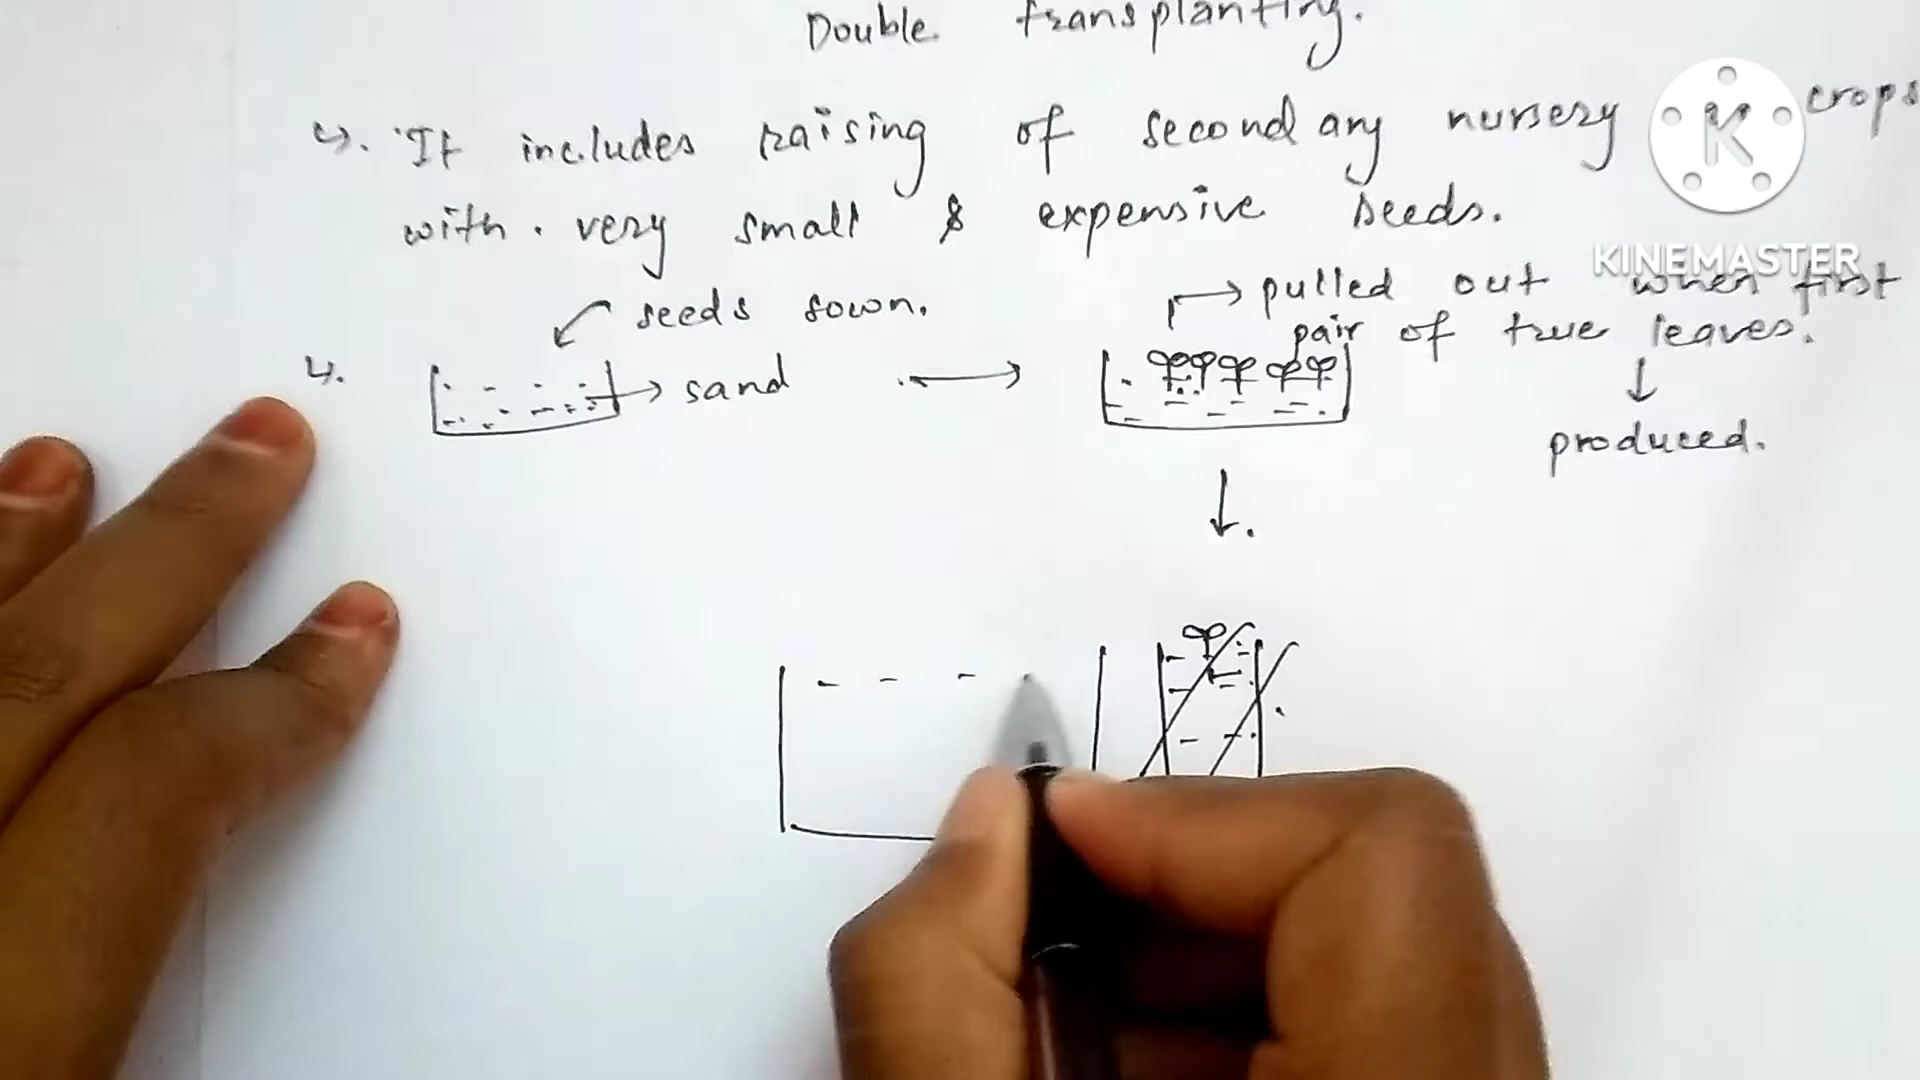 Double. transplanting.
4. It includes raising of secondary nursery crops
with. very small & expensive seeds.
KINEMASTER
seeds sown.
pulled out when first
pair of true leaves.
4. sand
produced.